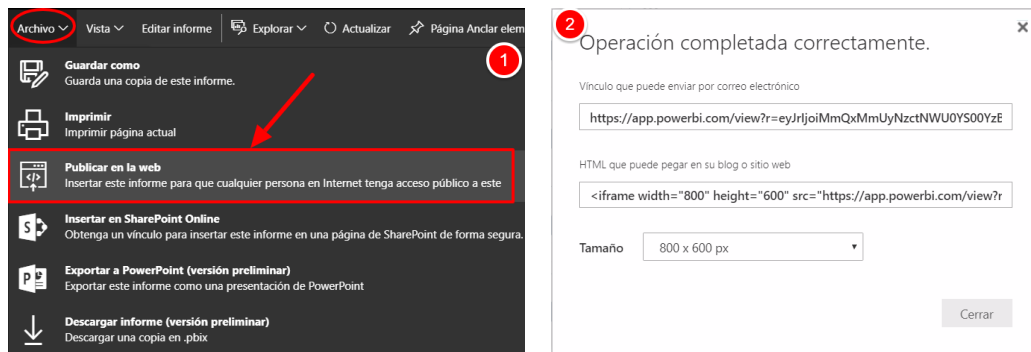 Archivo Vista Editar informe Explorar Actualizar Página Anclar elem
1
Guardar como
Guarda una copia de este informe.
Imprimir
Imprimir página actual
Publicar en la web
Insertar este informe para que cualquier persona en Internet tenga acceso público a este
Insertar en SharePoint Online
Obtenga un vínculo para insertar este informe en una página de SharePoint de forma segura.
Exportar a PowerPoint (versión preliminar)
Exportar este informe como una presentación de PowerPoint
Descargar informe (versión preliminar)
Descargar una copia en .pbix
2
Operación completada correctamente.
Vínculo que puede enviar por correo electrónico
https://app.powerbi.com/view?r=eyJrIjoiMmQxMmUyNzctNWU0YS00YzE
HTML que puede pegar en su blog o sitio web
<iframe width="800" height="600" src="https://app.powerbi.com/view?r
Tamaño 800 x 600 px
Cerrar